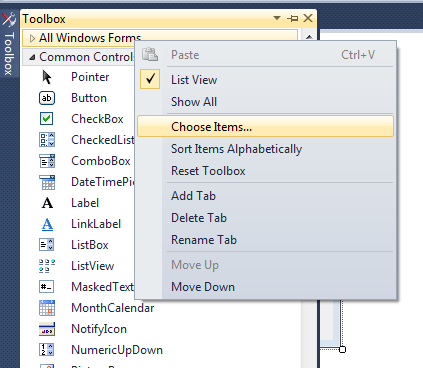 Toolbox
Toolbox
All Windows Forms
Common Control
Pointer
Button
CheckBox
CheckedList
ComboBox
DateTimePic
Label
LinkLabel
ListBox
ListView
MaskedText
MonthCalendar
NotifyIcon
NumericUpDown
Paste Ctrl+V
List View
Show All
Choose Items...
Sort Items Alphabetically
Reset Toolbox
Add Tab
Delete Tab
Rename Tab
Move Up
Move Down